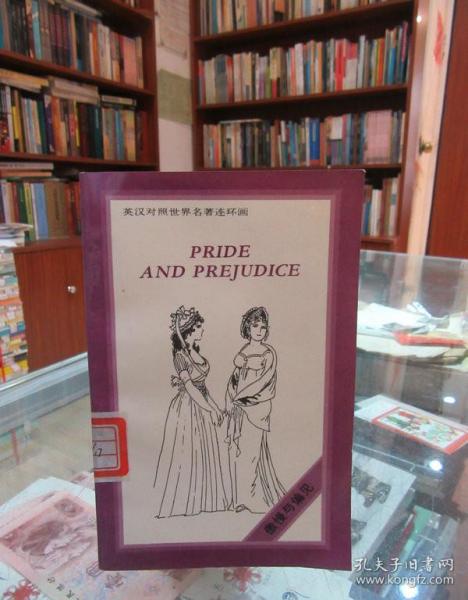 英汉对照世界名著连环画
PRIDE
AND PREJUDICE
傲慢与偏见
孔夫子旧书网
www.kongfz.com